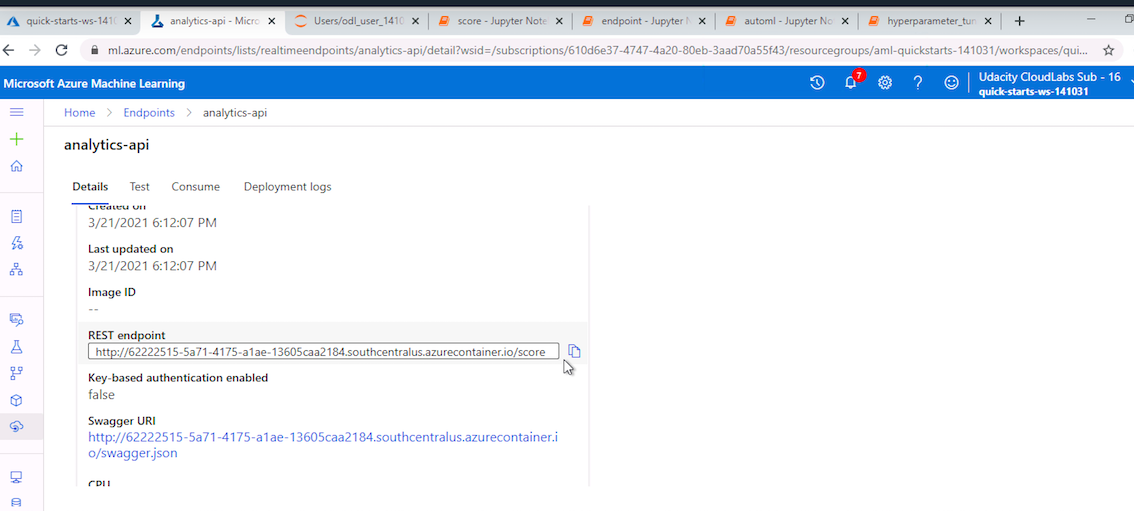 quick-starts-ws-1410
analytics-api - Micro
Users/odl_user_1410
score - Jupyter Note
endpoint - Jupyter N
automl - Jupyter No
hyperparameter_tun
ml.azure.com/endpoints/lists/realtimeendpoints/analytics-api/detail?wsid=/subscriptions/610d6e37-4747-4a20-80eb-3aad70a55f43/resourcegroups/aml-quickstarts-141031/workspaces/qui...
Microsoft Azure Machine Learning
7
Udacity CloudLabs Sub - 16
quick-starts-ws-141031
Home > Endpoints > analytics-api
analytics-api
Details Test Consume Deployment logs
Created on
3/21/2021 6:12:07 PM
Last updated on
3/21/2021 6:12:07 PM
Image ID
--
REST endpoint
http://62222515-5a71-4175-a1ae-13605caa2184.southcentralus.azurecontainer.io/score
Key-based authentication enabled
false
Swagger URI
http://62222515-5a71-4175-a1ae-13605caa2184.southcentralus.azurecontainer.i
o/swagger.json
CPU